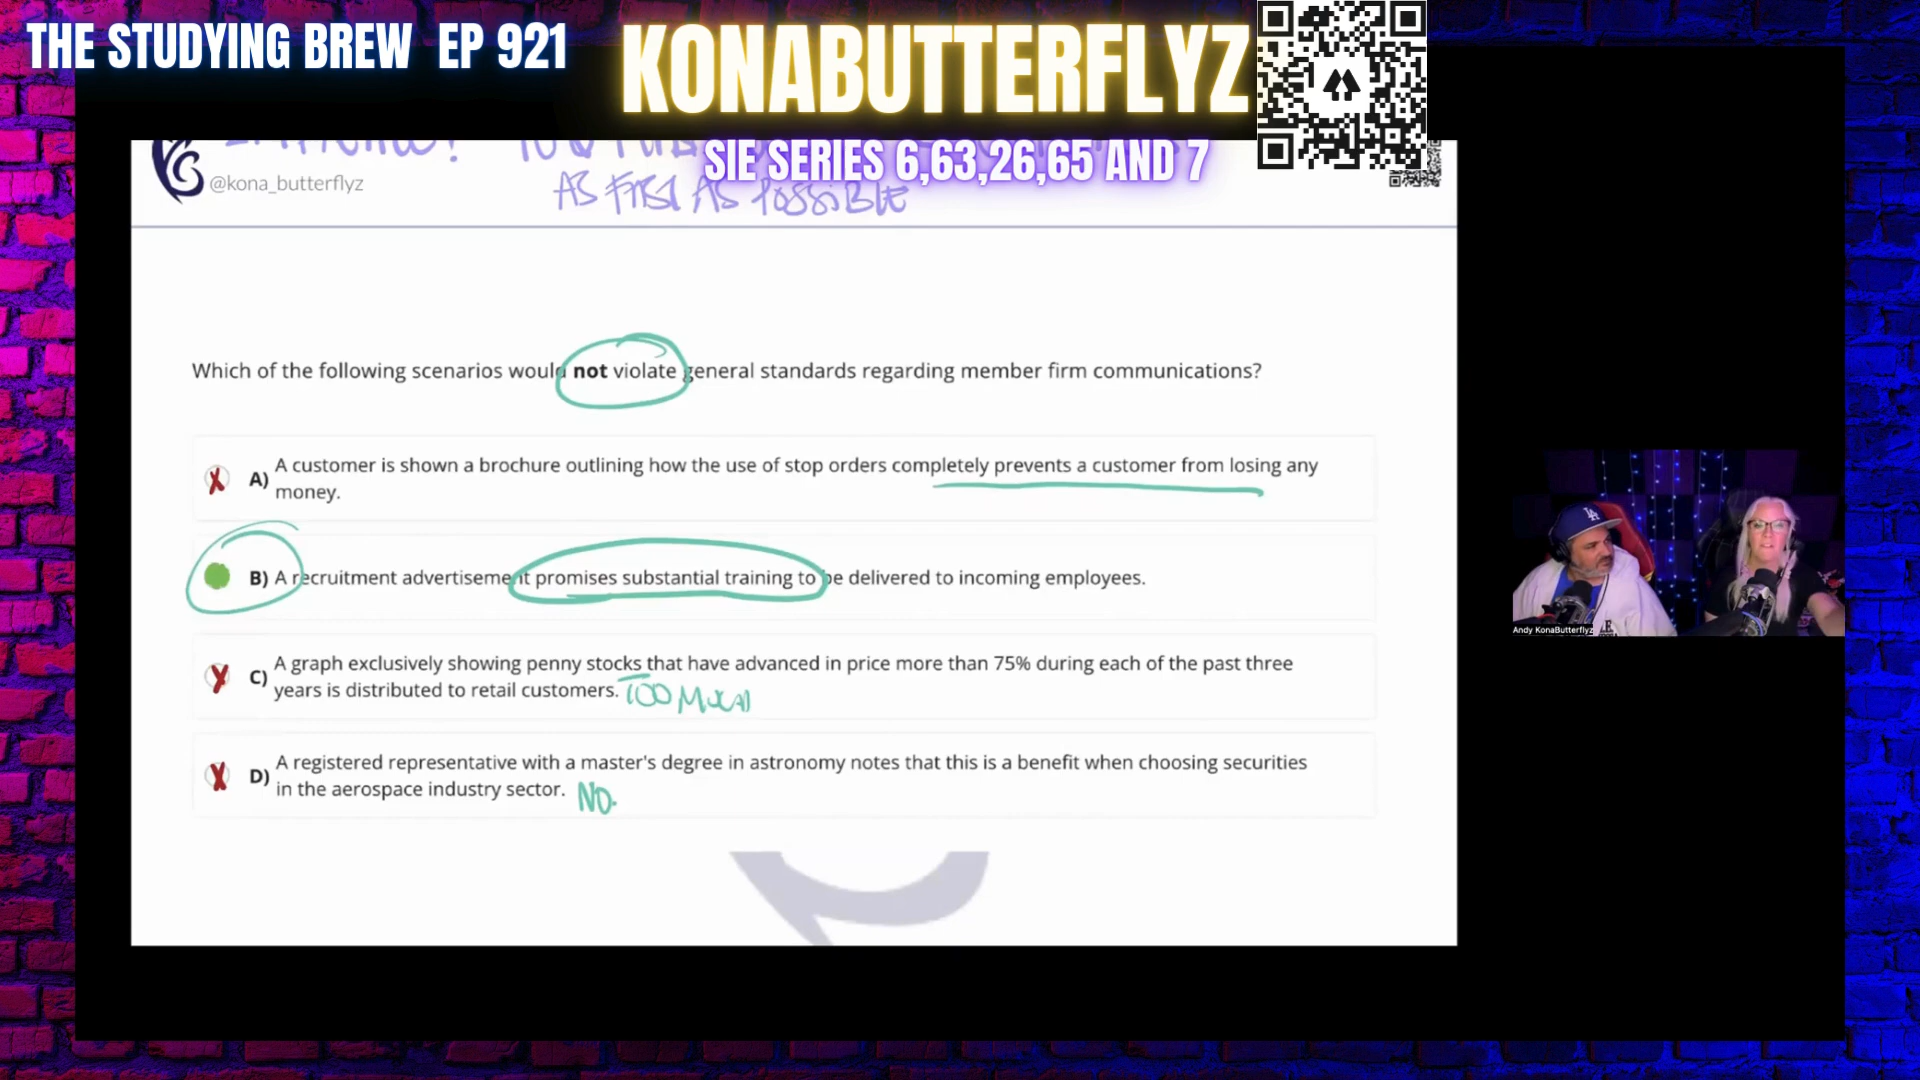 THE STUDYING BREW EP 921
KONABUTTERFLYZ
SIE SERIES 6,63,26,65 AND 7
@kona_butterflyz
AS FAST AS POSSIBLE
Which of the following scenarios would not violate general standards regarding member firm communications?
A) A customer is shown a brochure outlining how the use of stop orders completely prevents a customer from losing any
money.
B) A recruitment advertisement promises substantial training to be delivered to incoming employees.
C) A graph exclusively showing penny stocks that have advanced in price more than 75% during each of the past three
years is distributed to retail customers. TOO MUCH
D) A registered representative with a master's degree in astronomy notes that this is a benefit when choosing securities
in the aerospace industry sector. NO.
LA
Andy KonaButterflyz